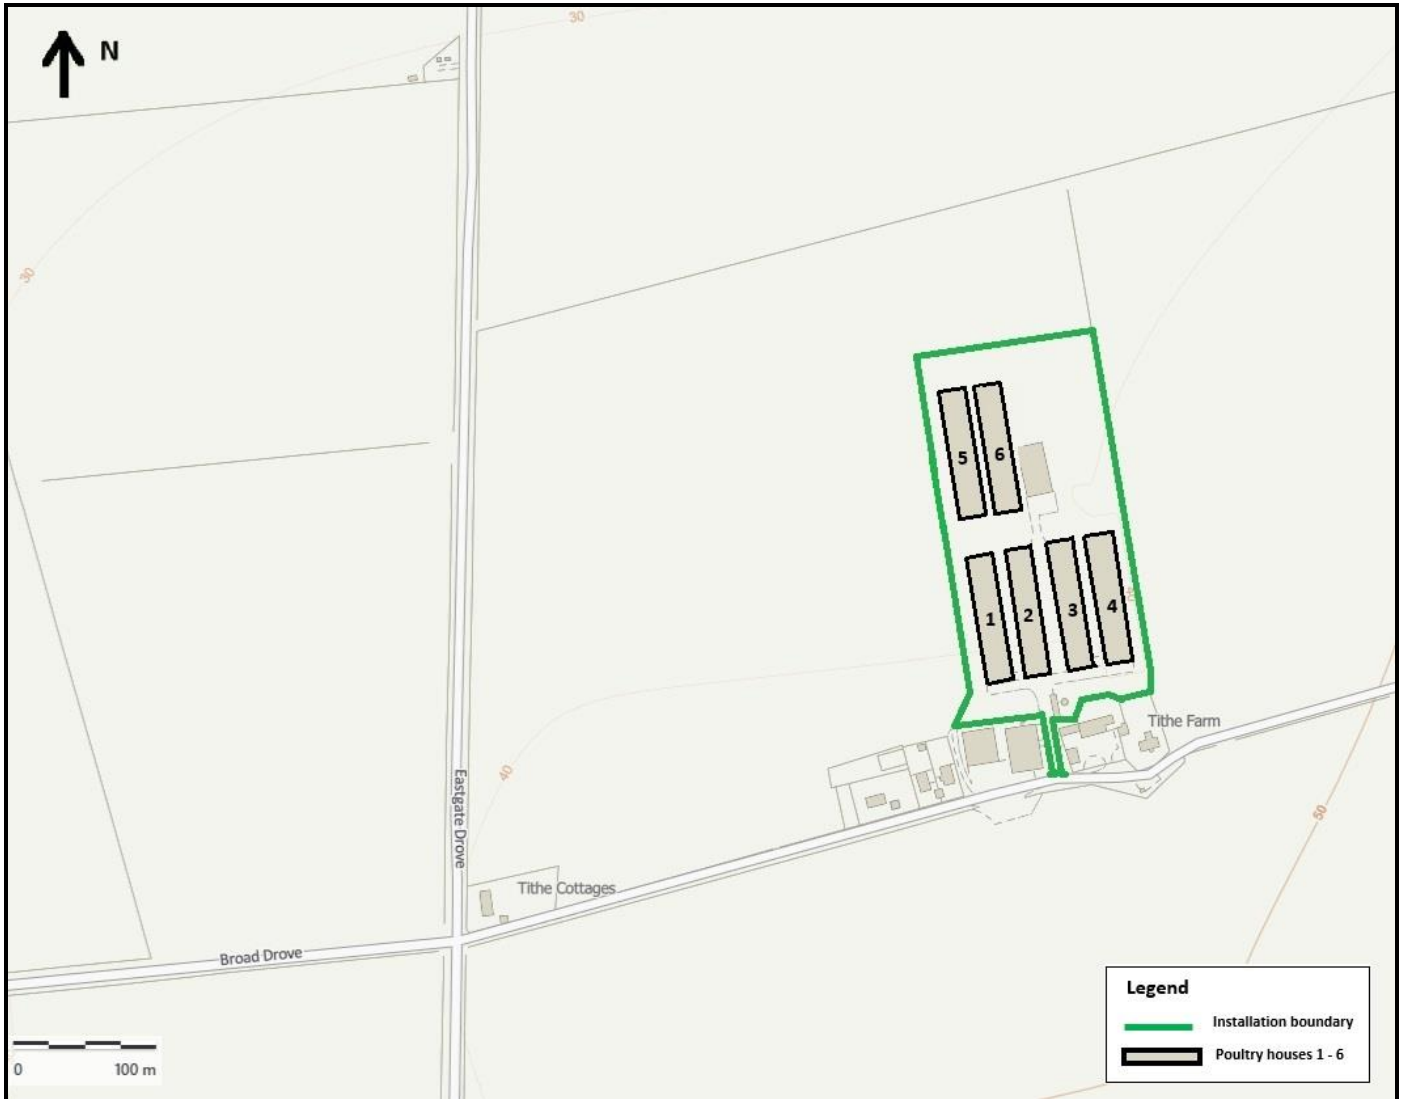 N
30
30
5
6
1
2
3
4
Tithe Farm
40
Eastgate Drove
Tithe Cottages
50
Broad Drove
Legend
Installation boundary
Poultry houses 1 - 6
0
100 m